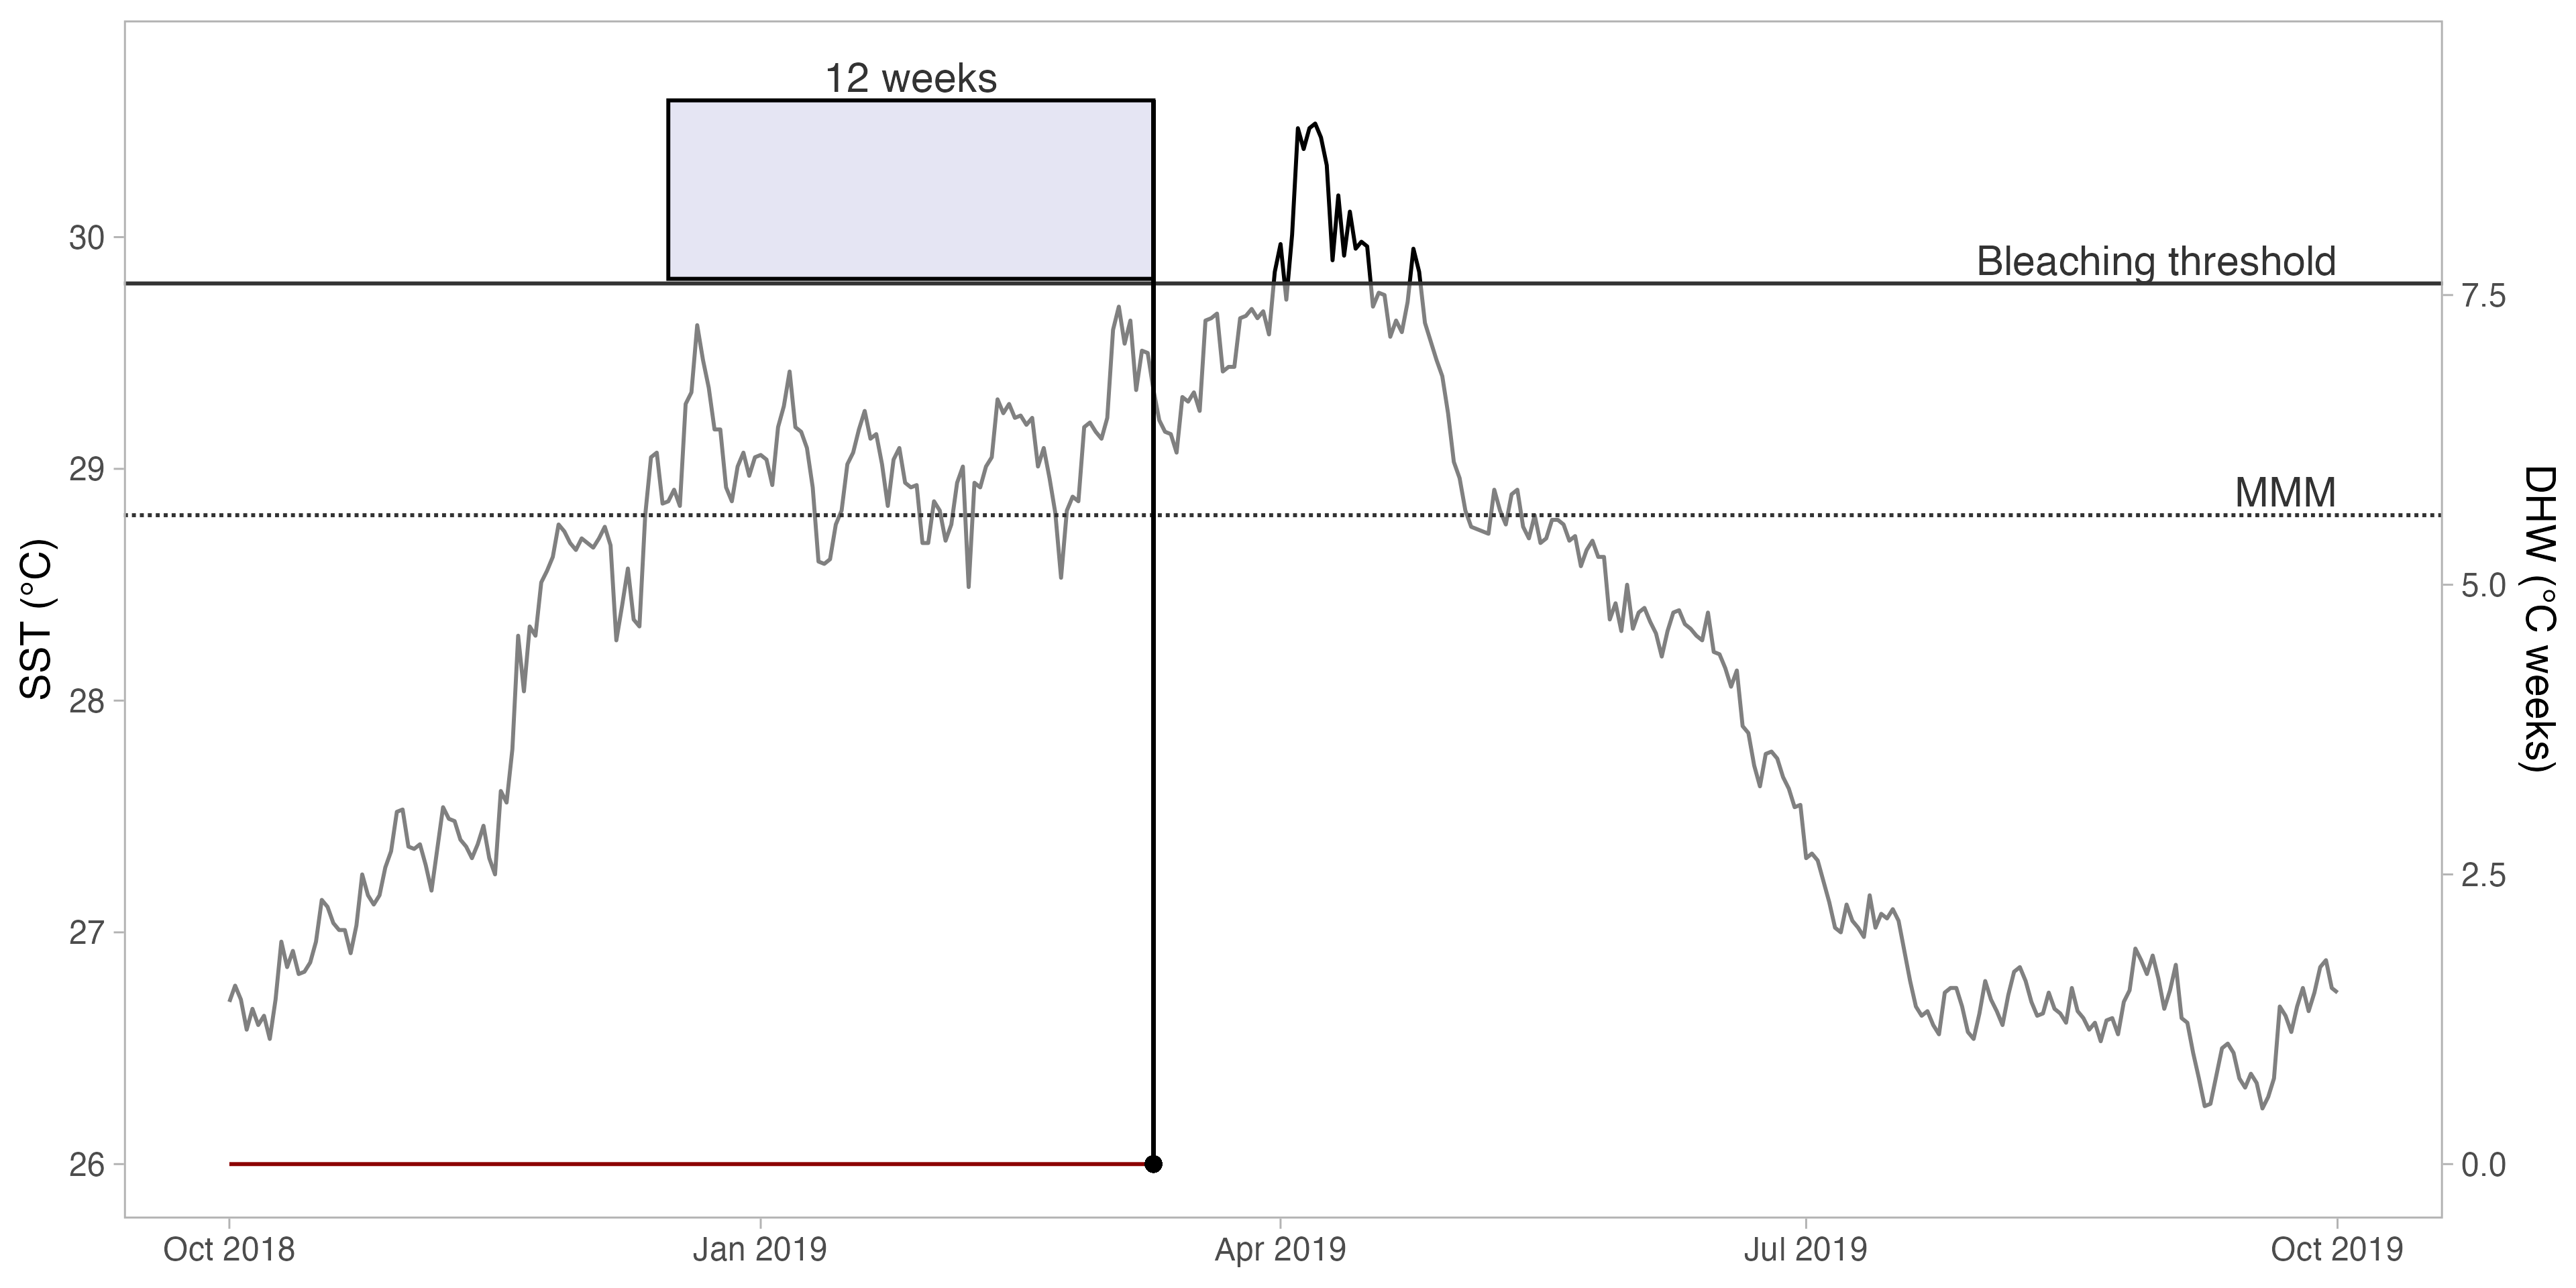 12 weeks
30
Bleaching threshold
7.5
29
MMM
SST (°C)
DHW (°C weeks)
5.0
28
2.5
27
26
0.0
Oct 2018
Jan 2019
Apr 2019
Jul 2019
Oct 2019